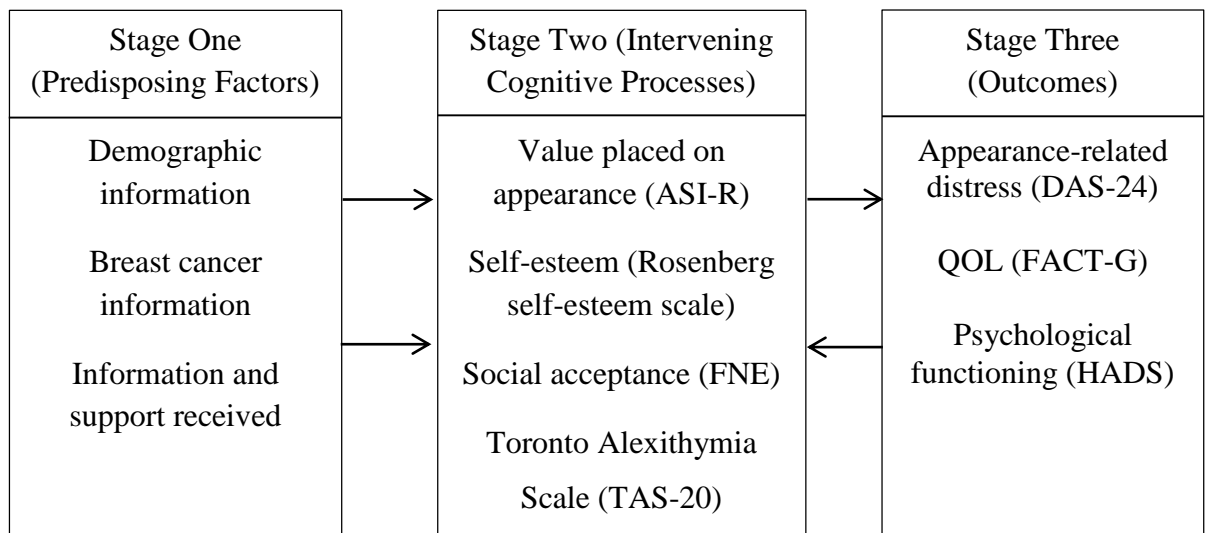 Stage One
(Predisposing Factors)
Demographic
information
Breast cancer
information
Information and
support received
Stage Two (Intervening
Cognitive Processes)
Value placed on
appearance (ASI-R)
Self-esteem (Rosenberg
self-esteem scale)
Social acceptance (FNE)
Toronto Alexithymia
Scale (TAS-20)
Stage Three
(Outcomes)
Appearance-related
distress (DAS-24)
QOL (FACT-G)
Psychological
functioning (HADS)